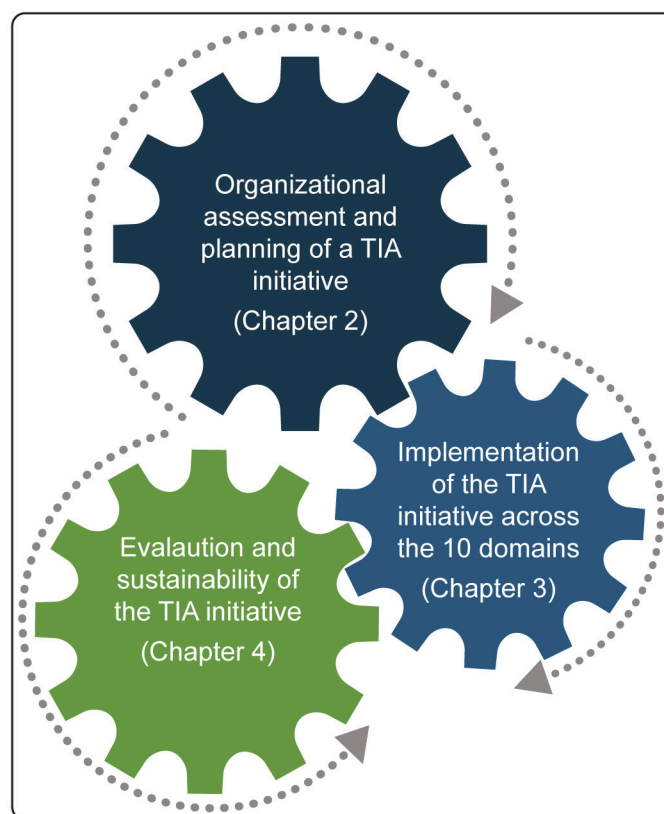 Organizational
assessment and
planning of a TIA
initiative
(Chapter 2)
Implementation
of the TIA
initiative across
the 10 domains
(Chapter 3)
Evalaution and
sustainability of
the TIA initiative
(Chapter 4)